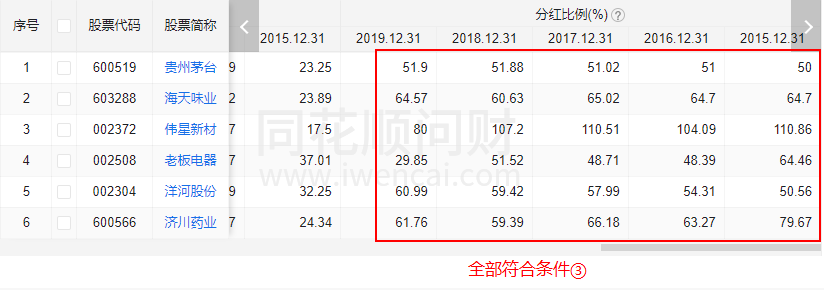 序号 股票代码 股票简称 分红比例(%) ?
2015.12.31 2019.12.31 2018.12.31 2017.12.31 2016.12.31 2015.12.31
1 600519 贵州茅台 9 23.25 51.9 51.88 51.02 51 50
2 603288 海天味业 2 23.89 64.57 60.63 65.02 64.7 64.7
3 002372 伟星新材 7 17.5 80 107.2 110.51 104.09 110.86
4 002508 老板电器 7 37.01 29.85 51.52 48.71 48.39 64.46
5 002304 洋河股份 9 32.25 60.99 59.42 57.99 54.31 50.56
6 600566 济川药业 7 24.34 61.76 59.39 66.18 63.27 79.67
同花顺问财
www.iwencai.com
全部符合条件③